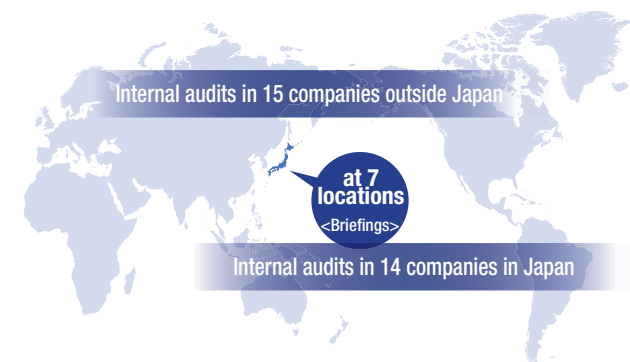 Internal audits in 15 companies outside Japan
at 7
locations
<Briefings>
Internal audits in 14 companies in Japan